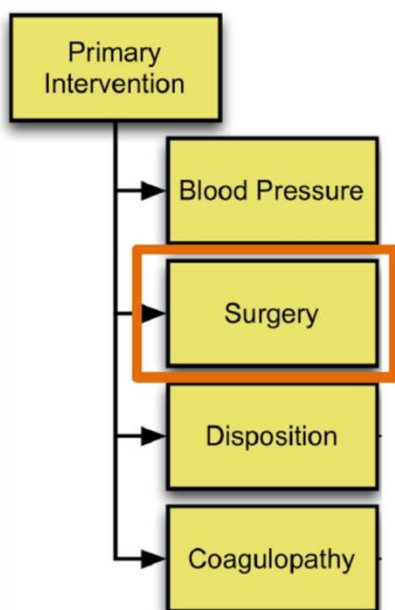 Primary
Intervention
Blood Pressure
Surgery
Disposition
Coagulopathy